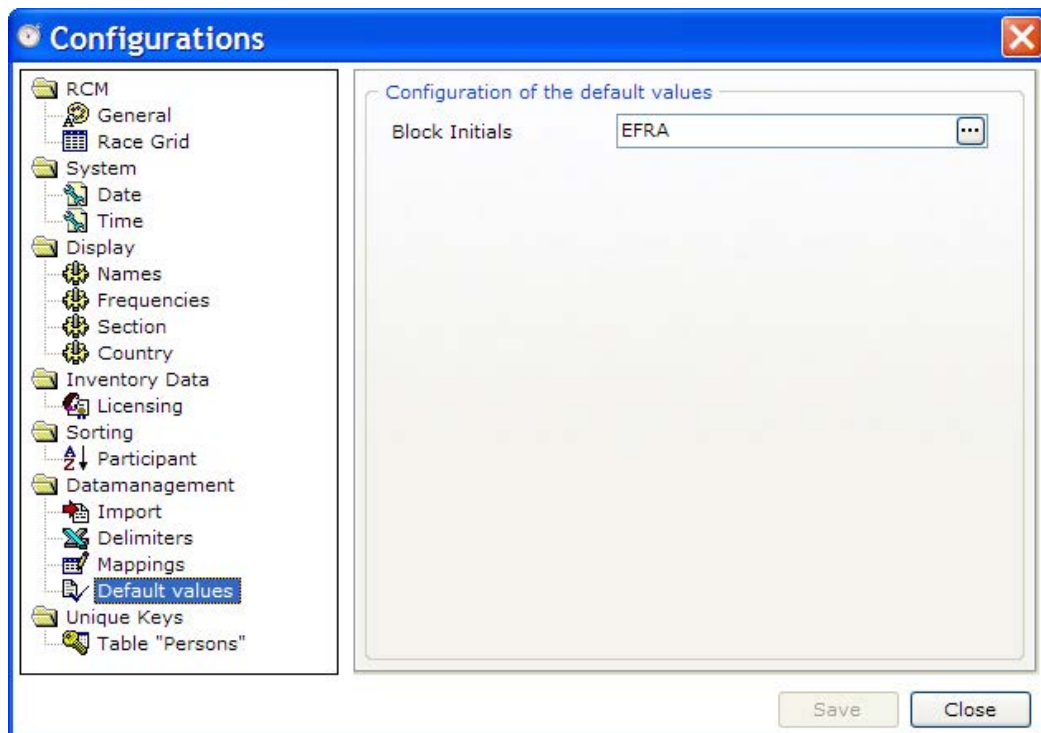 Configurations
RCM
General
Race Grid
System
Date
Time
Display
Names
Frequencies
Section
Country
Inventory Data
Licensing
Sorting
Participant
Datamanagement
Import
Delimiters
Mappings
Default values
Unique Keys
Table "Persons"
Configuration of the default values
Block Initials EFRA ...
Save Close